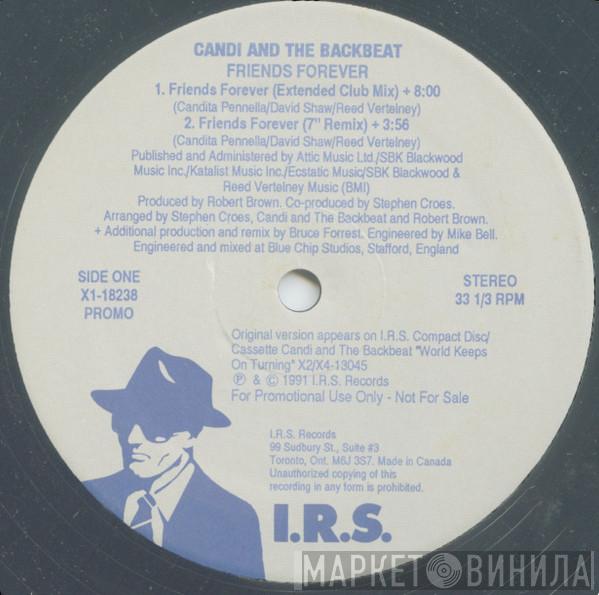 CANDI AND THE BACKBEAT
FRIENDS FOREVER
1. Friends Forever (Extended Club Mix) + 8:00
(Candita Pennella/David Shaw/Reed Vertelney)
2. Friends Forever (7" Remix) + 3:56
(Candita Pennella/David Shaw/Reed Vertelney)
Published and Administered by Attic Music Ltd./SBK Blackwood
Music Inc./Katalist Music Inc./Ecstatic Music/SBK Blackwood &
Reed Vertelney Music (BMI)
Produced by Robert Brown. Co-produced by Stephen Croes.
Arranged by Stephen Croes, Candi and The Backbeat and Robert Brown.
+ Additional production and remix by Bruce Forrest. Engineered by Mike Bell.
Engineered and mixed at Blue Chip Studios, Stafford, England
SIDE ONE
X1-18238
PROMO
STEREO
33 1/3 RPM
Original version appears on I.R.S. Compact Disc/
Cassette Candi and The Backbeat "World Keeps
On Turning" X2/X4-13045
℗ & © 1991 I.R.S. Records
For Promotional Use Only - Not For Sale
I.R.S. Records
99 Sudbury St., Suite #3
Toronto, Ont. M6J 3S7. Made in Canada
Unauthorized copying of this
recording in any form is prohibited.
I.R.S.
МАРКЕТ ВИНИЛА